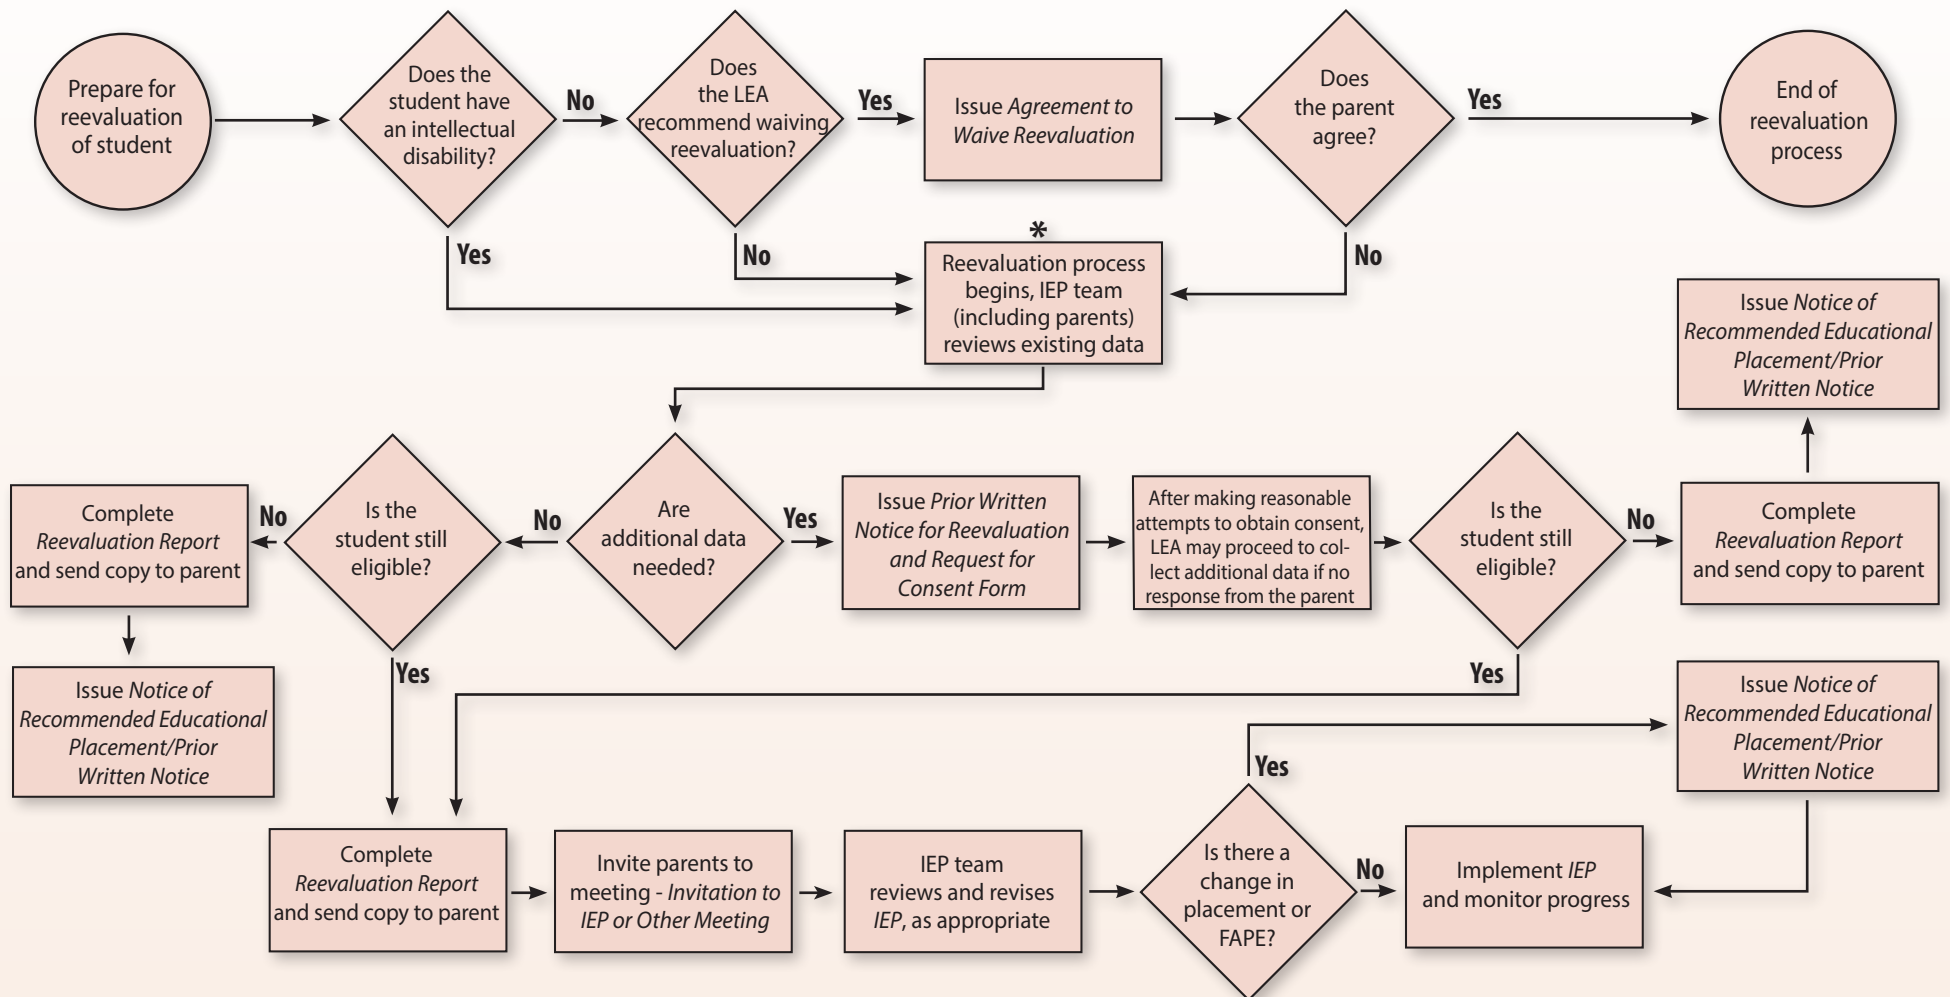 Prepare for
reevaluation
of student
Does the
student have
an intellectual
disability?
No
Yes
Does
the LEA
recommend waiving
reevaluation?
Yes
No
Issue Agreement to
Waive Reevaluation
Does
the parent
agree?
Yes
No
End of
reevaluation
process
*
Reevaluation process
begins, IEP team
(including parents)
reviews existing data
Are
additional data
needed?
No
Yes
Is the
student still
eligible?
No
Yes
Complete
Reevaluation Report
and send copy to parent
Issue Notice of
Recommended Educational
Placement/Prior
Written Notice
Issue Prior Written
Notice for Reevaluation
and Request for
Consent Form
After making reasonable
attempts to obtain consent,
LEA may proceed to col-
lect additional data if no
response from the parent
Is the
student still
eligible?
No
Yes
Complete
Reevaluation Report
and send copy to parent
Issue Notice of
Recommended Educational
Placement/Prior
Written Notice
Complete
Reevaluation Report
and send copy to parent
Invite parents to
meeting - Invitation to
IEP or Other Meeting
IEP team
reviews and revises
IEP, as appropriate
Is there a
change in
placement or
FAPE?
Yes
No
Issue Notice of
Recommended Educational
Placement/Prior
Written Notice
Implement IEP
and monitor progress